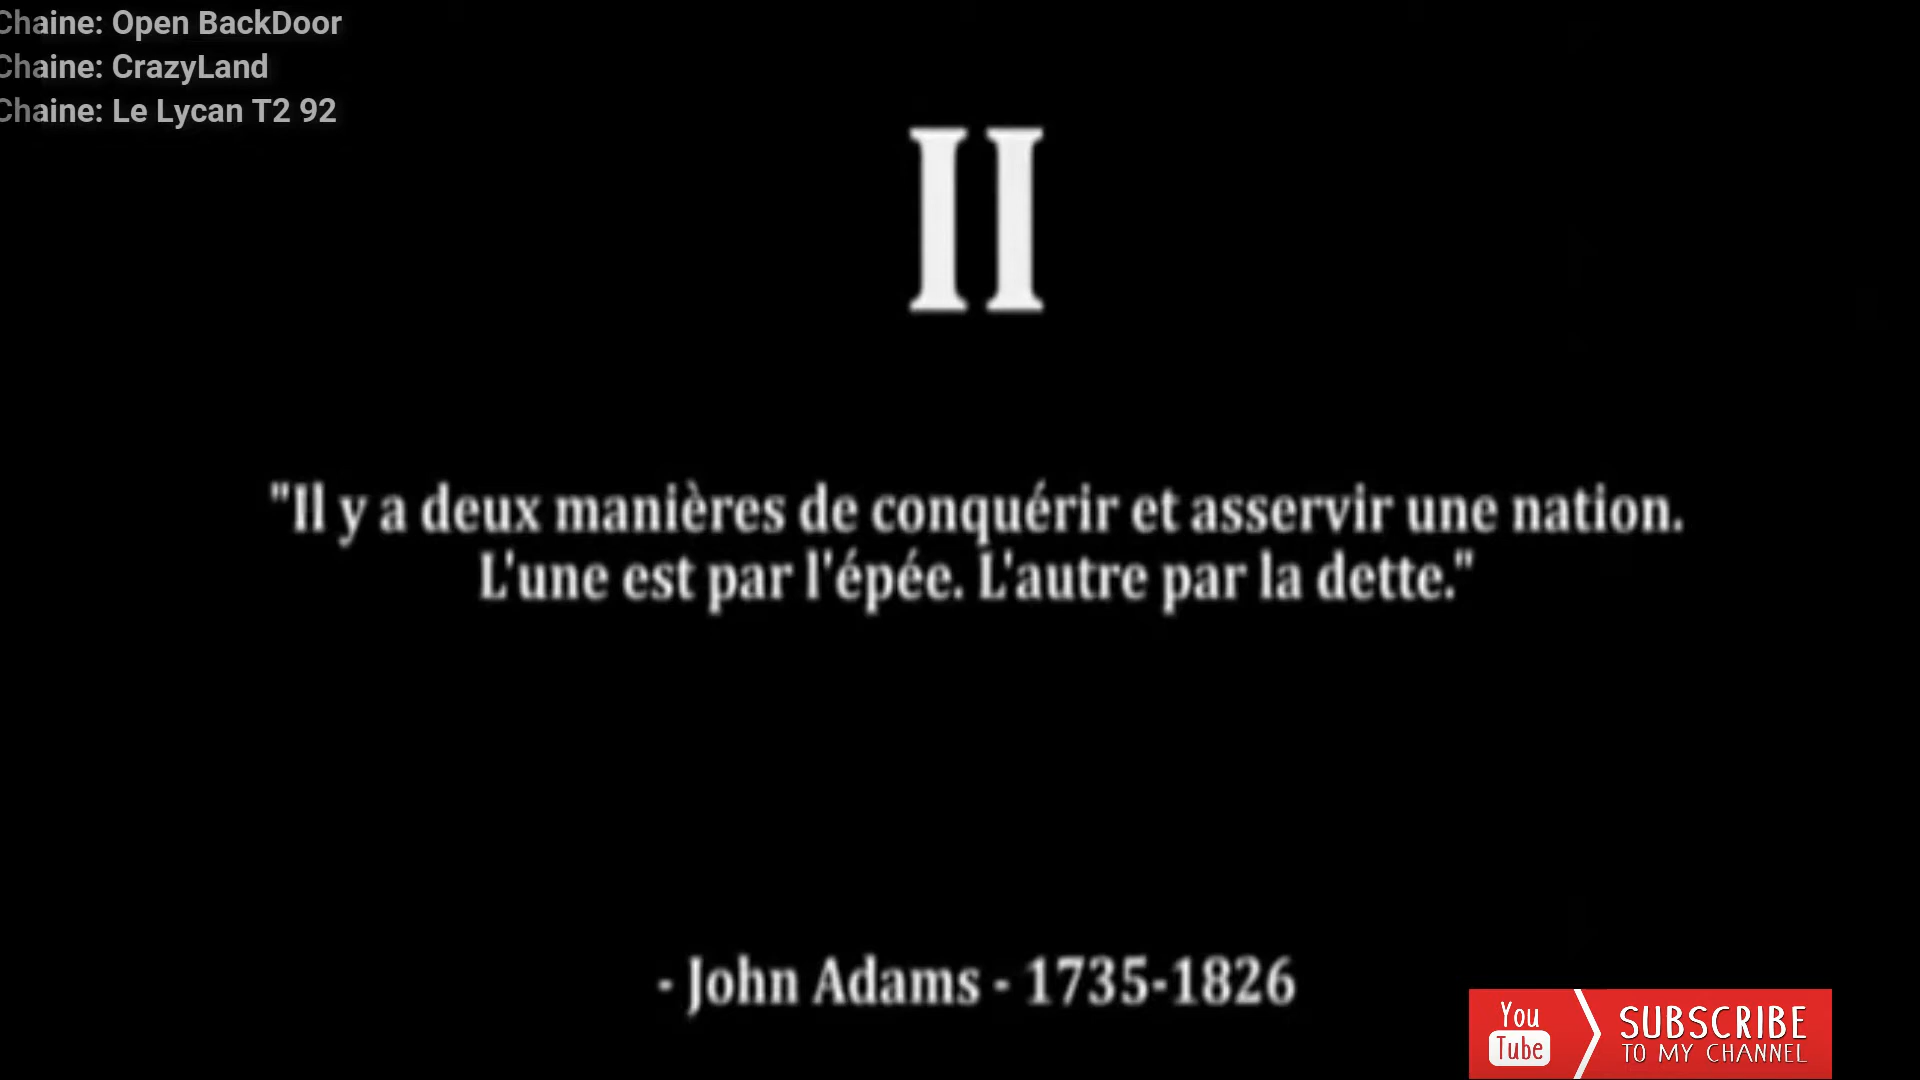 Chaine: Open BackDoor
Chaine: CrazyLand
Chaine: Le Lycan T2 92
II
"Il y a deux manières de conquérir et asservir une nation.
L'une est par l'épée. L'autre par la dette."
- John Adams - 1735-1826
You
Tube
SUBSCRIBE
TO MY CHANNEL